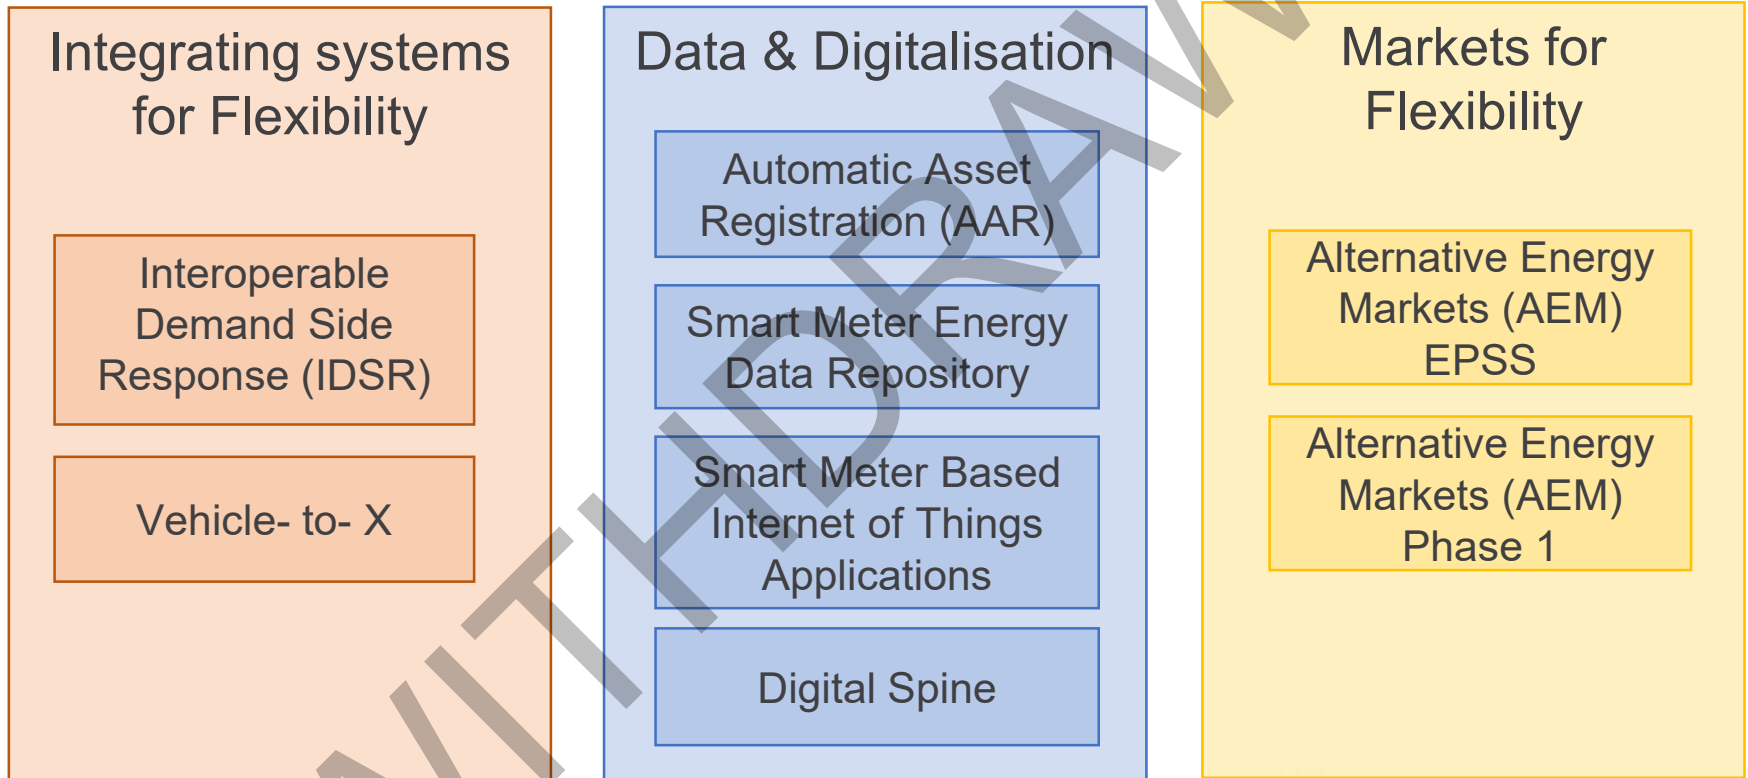 Integrating systems
for Flexibility
Interoperable
Demand Side
Response (IDSR)
Vehicle- to- X
Data & Digitalisation
Automatic Asset
Registration (AAR)
Smart Meter Energy
Data Repository
Smart Meter Based
Internet of Things
Applications
Digital Spine
Markets for
Flexibility
Alternative Energy
Markets (AEM)
EPSS
Alternative Energy
Markets (AEM)
Phase 1
WITHDRAW